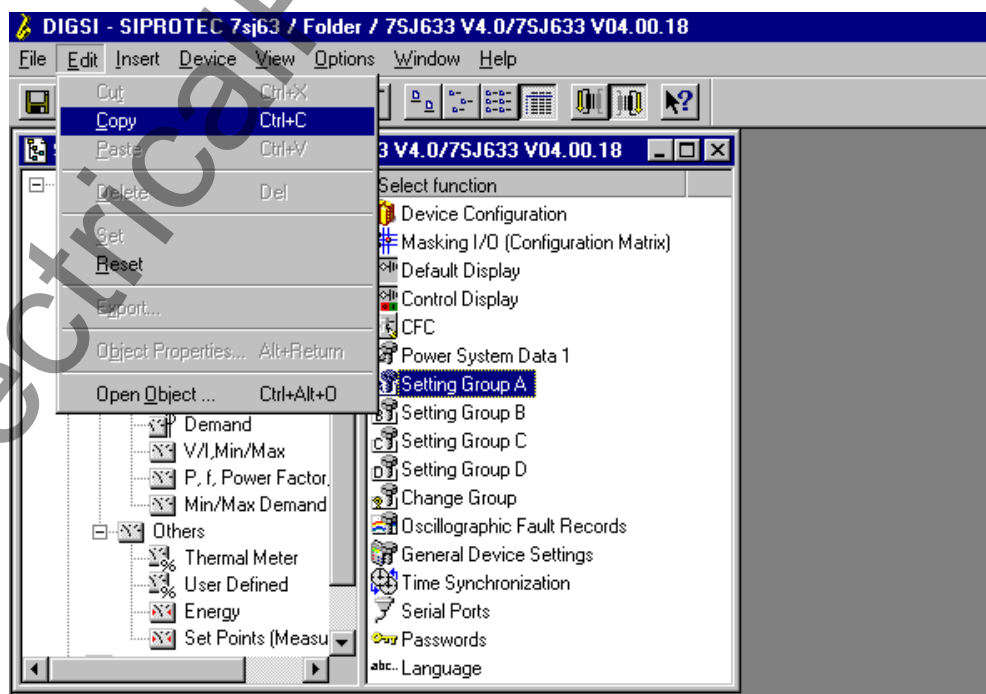 DIGSI - SIPROTEC 7sj63 / Folder / 7SJ633 V4.0/7SJ633 V04.00.18
File Edit Insert Device View Options Window Help
Cut Ctrl+X
Copy Ctrl+C
Paste Ctrl+V
Delete Del
Set
Reset
Export...
Object Properties... Alt+Return
Open Object ... Ctrl+Alt+O
Demand
V/I,Min/Max
P, f, Power Factor,
Min/Max Demand
Others
Thermal Meter
User Defined
Energy
Set Points (Measu
3 V4.0/7SJ633 V04.00.18
Select function
Device Configuration
Masking I/O (Configuration Matrix)
Default Display
Control Display
CFC
Power System Data 1
Setting Group A
Setting Group B
Setting Group C
Setting Group D
Change Group
Oscillographic Fault Records
General Device Settings
Time Synchronization
Serial Ports
Passwords
abc.. Language